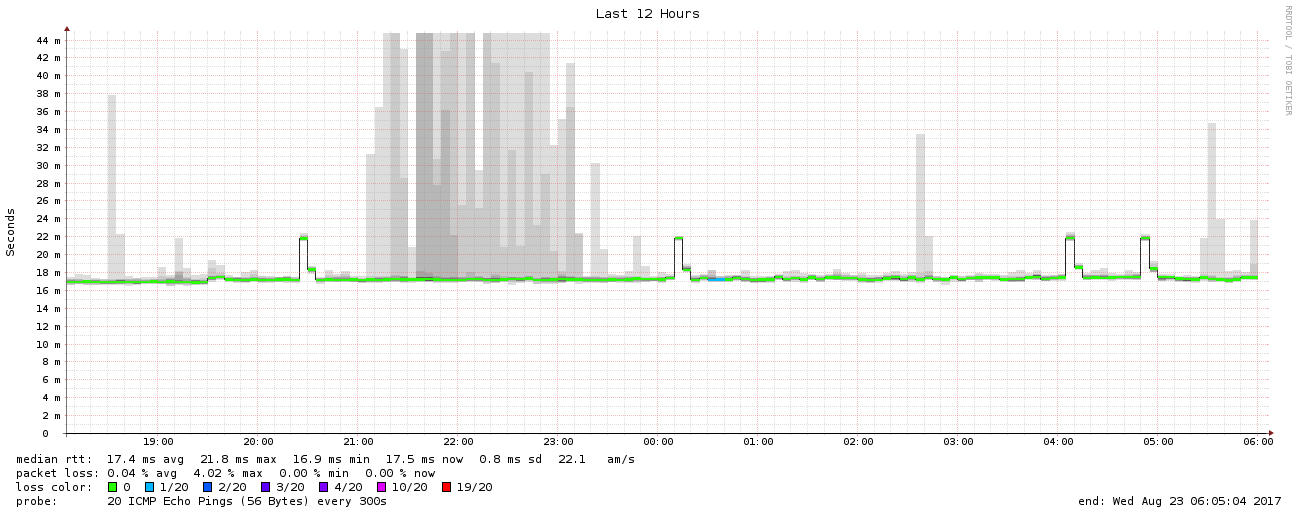 Last 12 Hours
RRDTOOL / TOBI OETIKER
Seconds
44 m
42 m
40 m
38 m
36 m
34 m
32 m
30 m
28 m
26 m
24 m
22 m
20 m
18 m
16 m
14 m
12 m
10 m
8 m
6 m
4 m
2 m
0
19:00 20:00 21:00 22:00 23:00 00:00 01:00 02:00 03:00 04:00 05:00 06:00
median rtt: 17.4 ms avg 21.8 ms max 16.9 ms min 17.5 ms now 0.8 ms sd 22.1 am/s
packet loss: 0.04 % avg 4.02 % max 0.00 % min 0.00 % now
loss color: 0 1/20 2/20 3/20 4/20 10/20 19/20
probe: 20 ICMP Echo Pings (56 Bytes) every 300s end: Wed Aug 23 06:05:04 2017